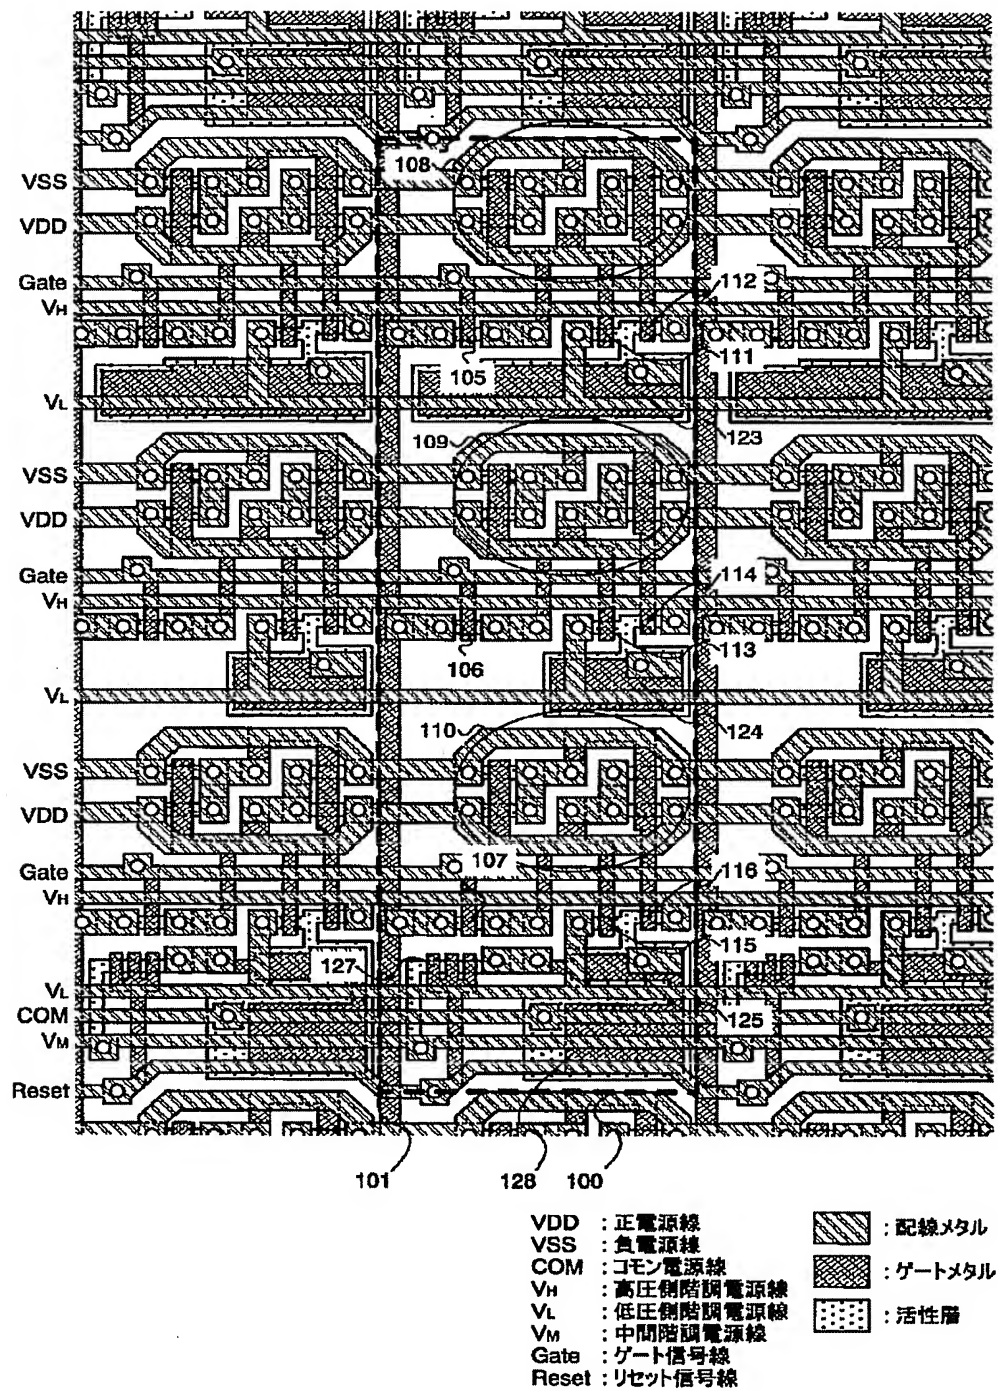 108
VSS
VDD
Gate
112
VH
111
105
VL
123
109
VSS
VDD
Gate
114
VH
113
106
VL
124
110
VSS
VDD
107
Gate
116
VH
115
127
VL
COM
125
VM
Reset
101
128
100
VDD : 正電源線
VSS : 負電源線
COM : コモン電源線
VH : 高圧側階調電源線
VL : 低圧側階調電源線
VM : 中間階調電源線
Gate : ゲート信号線
Reset : リセット信号線
: 配線メタル
: ゲートメタル
: 活性層